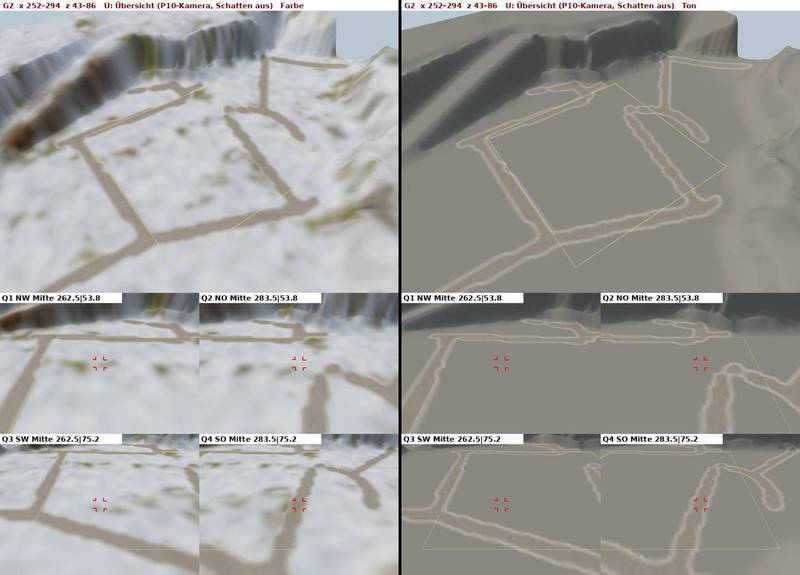 G2 x 252–294 z 43–86 U: Übersicht (P10-Kamera, Schatten aus) Farbe
G2 x 252–294 z 43–86 U: Übersicht (P10-Kamera, Schatten aus) Ton
Q1 NW Mitte 262.5|53.8
Q2 NO Mitte 283.5|53.8
Q1 NW Mitte 262.5|53.8
Q2 NO Mitte 283.5|53.8
Q3 SW Mitte 262.5|75.2
Q4 SO Mitte 283.5|75.2
Q3 SW Mitte 262.5|75.2
Q4 SO Mitte 283.5|75.2